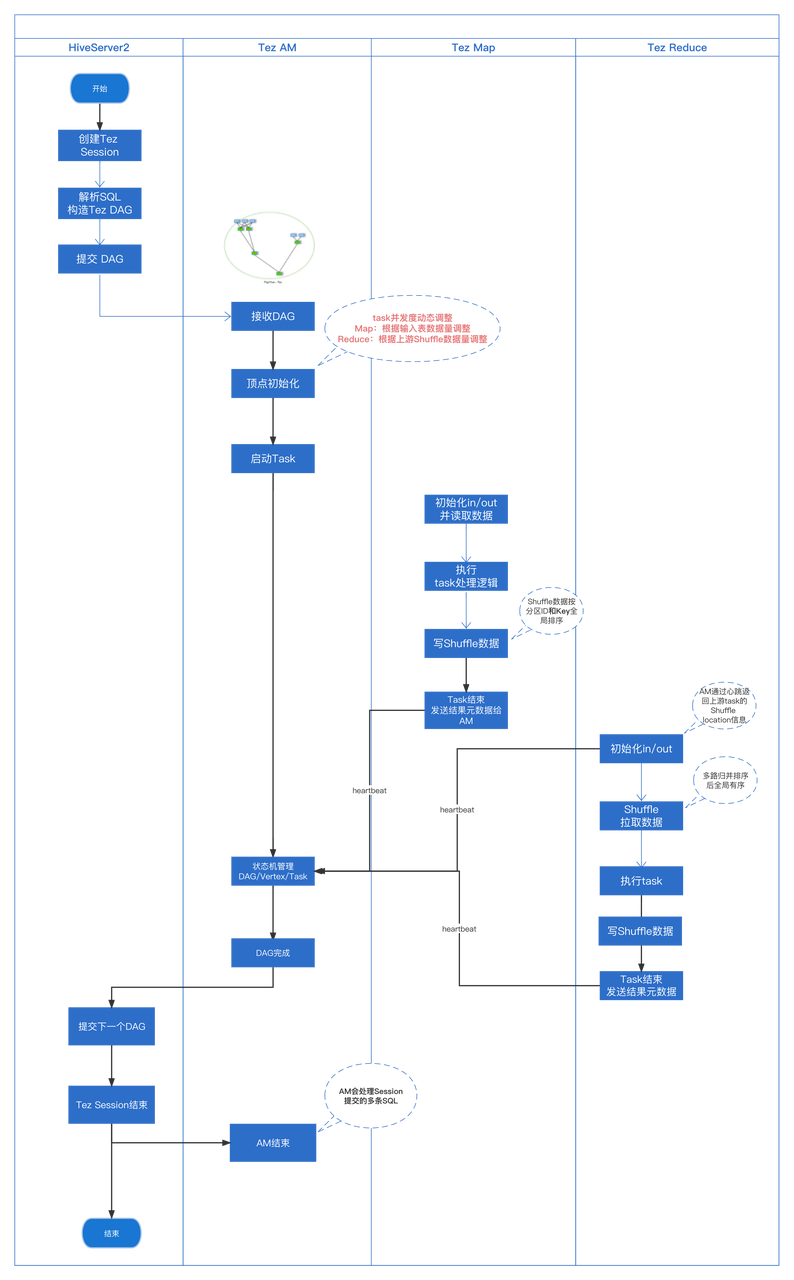 HiveServer2
Tez AM
Tez Map
Tez Reduce
开始
创建Tez
Session
解析SQL
构造Tez DAG
提交 DAG
接收DAG
task并发度动态调整
Map：根据输入表数据量调整
Reduce：根据上游Shuffle数据量调整
顶点初始化
启动Task
初始化in/out
并读取数据
执行
task处理逻辑
Shuffle数据按
分区ID和Key全
局排序
写Shuffle数据
Task结束
发送结果元数据给
AM
AM通过心跳返
回上游task的
Shuffle
location信息
初始化in/out
多路归并排序
后全局有序
heartbeat
heartbeat
Shuffle
拉取数据
状态机管理
DAG/Vertex/Task
执行task
heartbeat
写Shuffle数据
DAG完成
Task结束
发送结果元数据
提交下一个DAG
AM会处理Session
提交的多条SQL
Tez Session结束
AM结束
结束